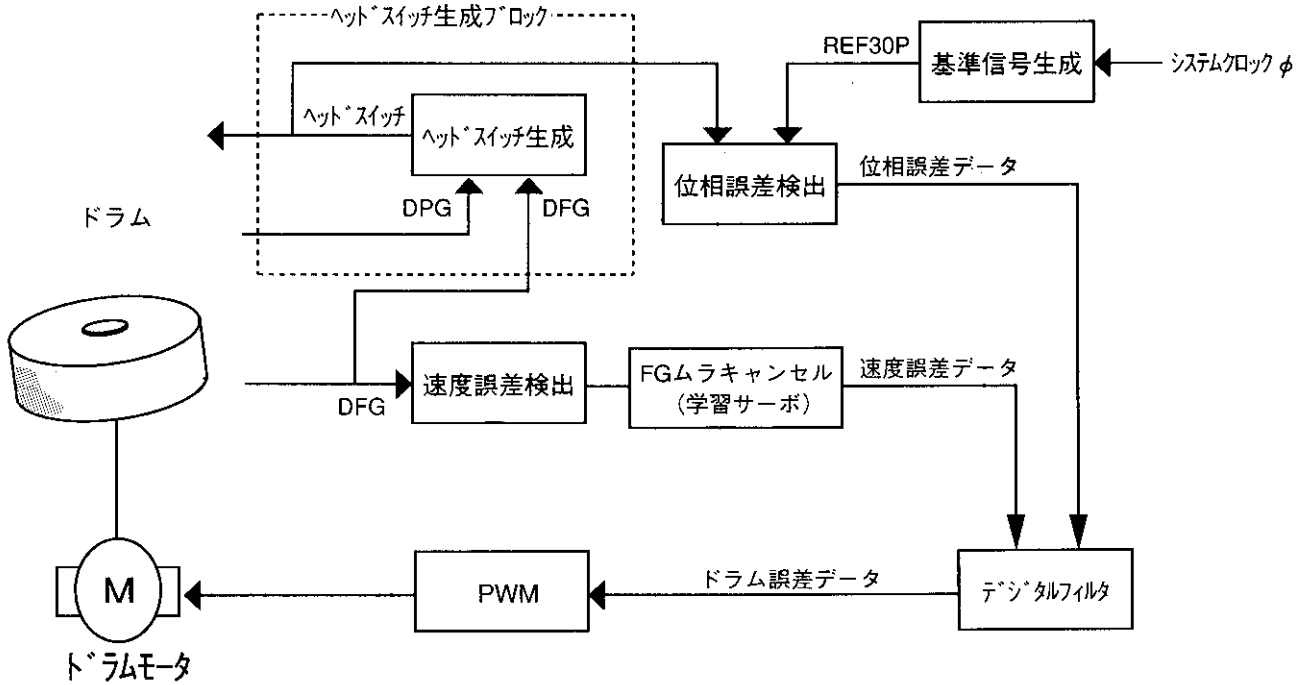 ヘッドスイッチ生成ブロック
REF30P
基準信号生成
システムクロックφ
ヘッドスイッチ
ヘッドスイッチ生成
位相誤差検出
位相誤差データ
DPG
DFG
ドラム
DFG
速度誤差検出
FGムラキャンセル
(学習サーボ)
速度誤差データ
M
PWM
ドラム誤差データ
デジタルフィルタ
ドラムモータ